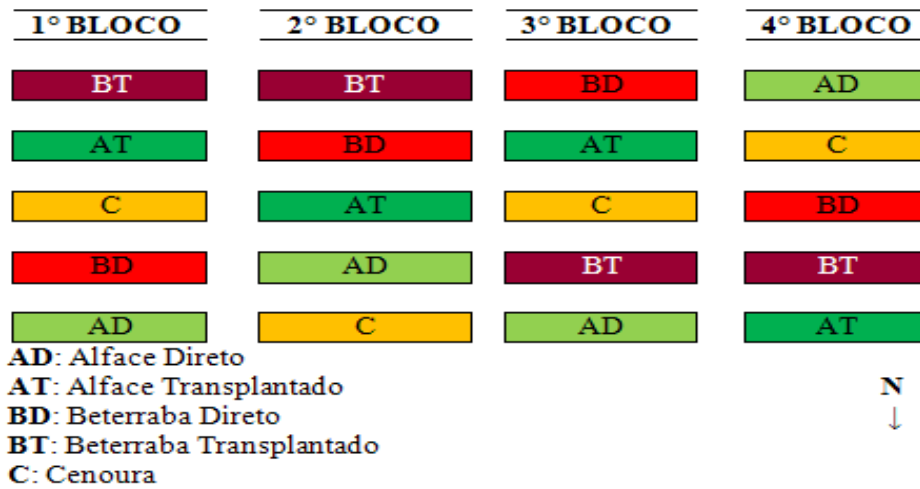 1° BLOCO 2° BLOCO 3° BLOCO 4° BLOCO
BT BT BD AD
AT BD AT C
C AT C BD
BD AD BT BT
AD C AD AT
AD: Alface Direto
AT: Alface Transplantado N
BD: Beterraba Direto ↓
BT: Beterraba Transplantado
C: Cenoura